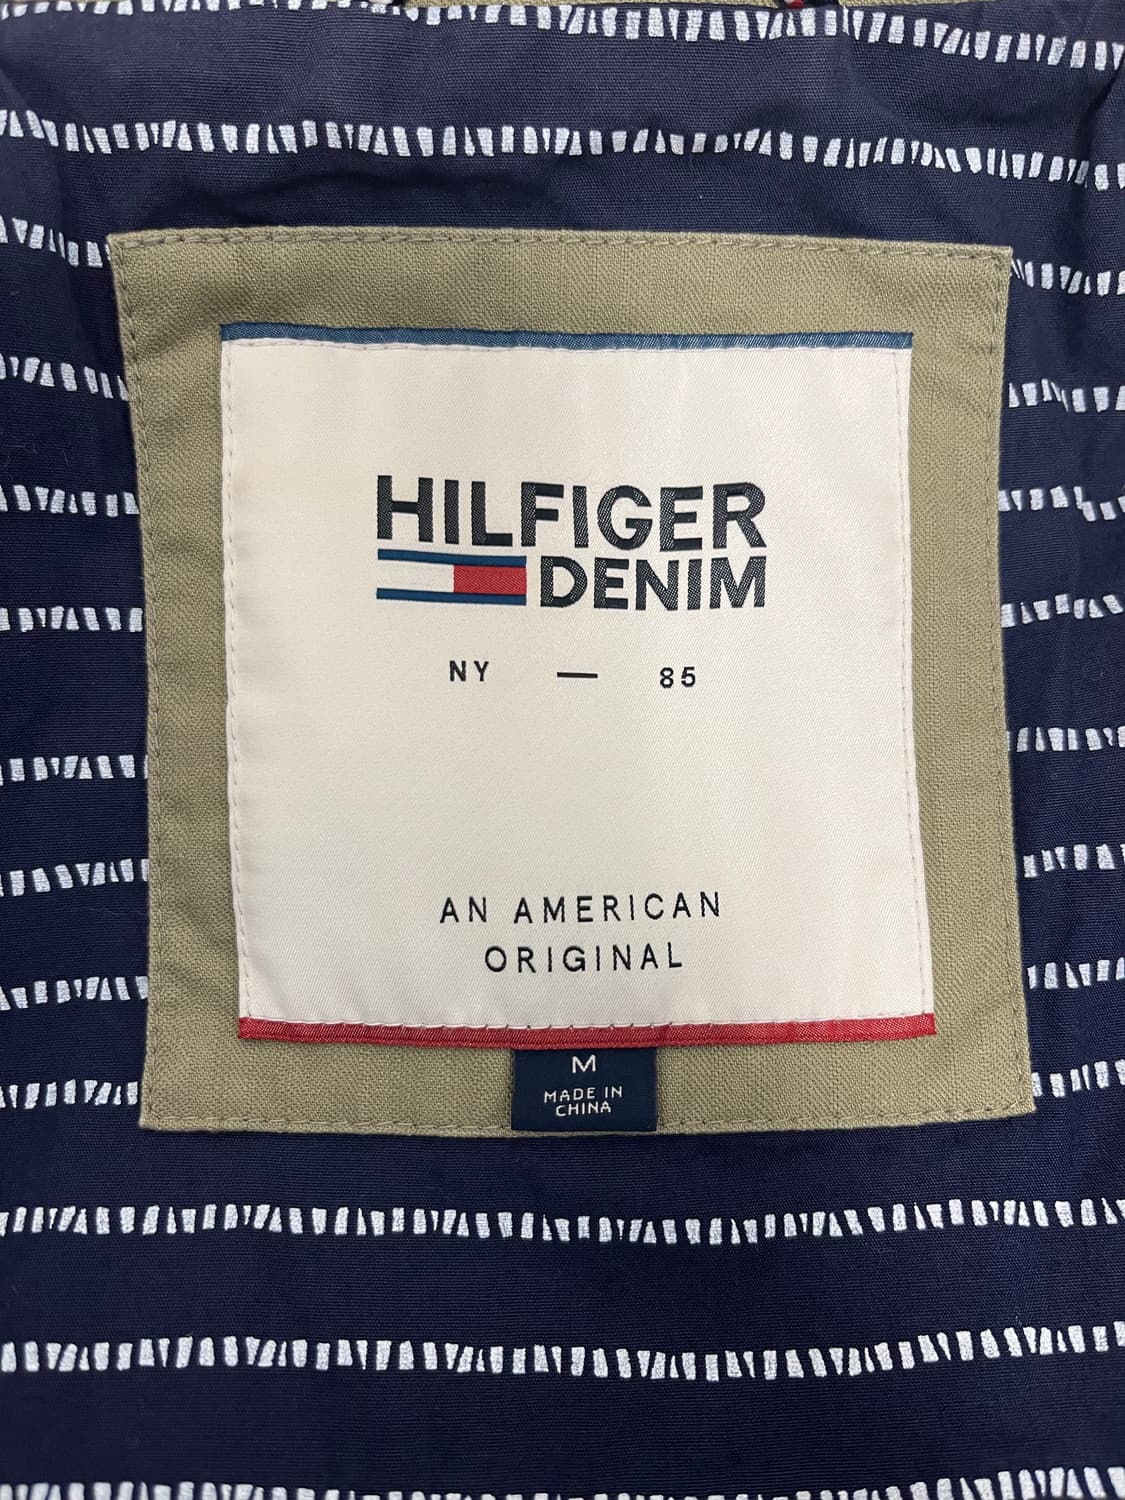 HILFIGER
DENIM
NY — 85
AN AMERICAN
ORIGINAL
M
MADE IN
CHINA